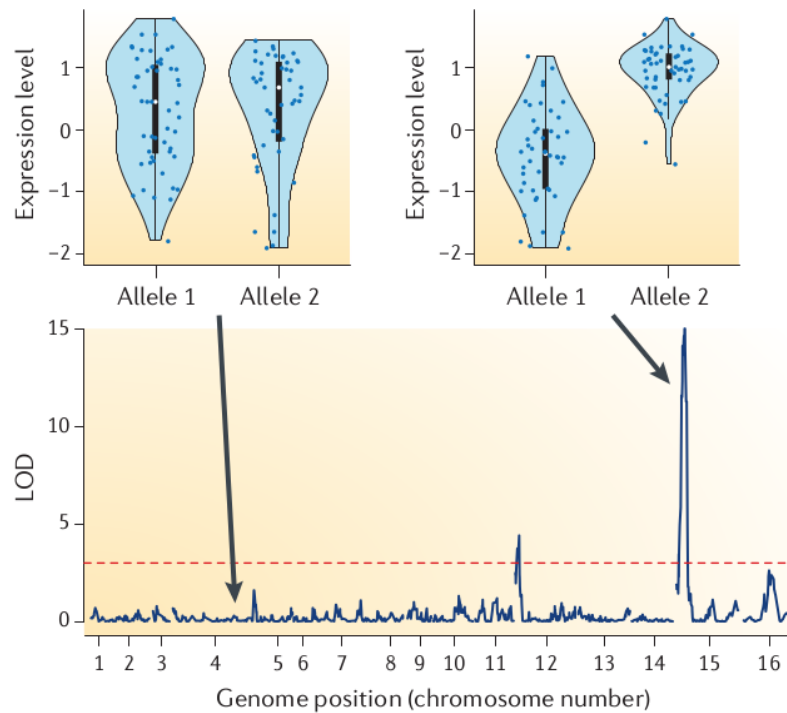 Expression level
1
0
−1
−2
Allele 1 Allele 2
Expression level
1
0
−1
−2
Allele 1 Allele 2
LOD
15
10
5
0
1 2 3 4 5 6 7 8 9 10 11 12 13 14 15 16
Genome position (chromosome number)